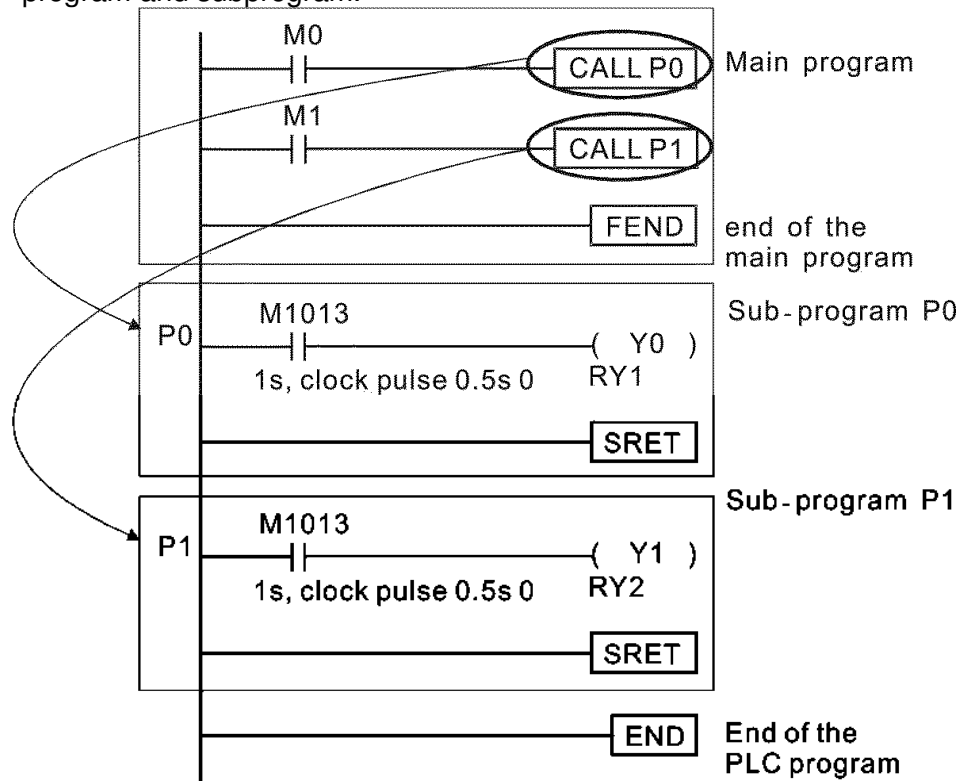 program and subprogram.
M0
CALL P0
Main program
M1
CALL P1
FEND
end of the
main program
Sub-program P0
M1013
P0
( Y0 )
1s, clock pulse 0.5s 0
RY1
SRET
Sub-program P1
M1013
P1
( Y1 )
1s, clock pulse 0.5s 0
RY2
SRET
END
End of the
PLC program